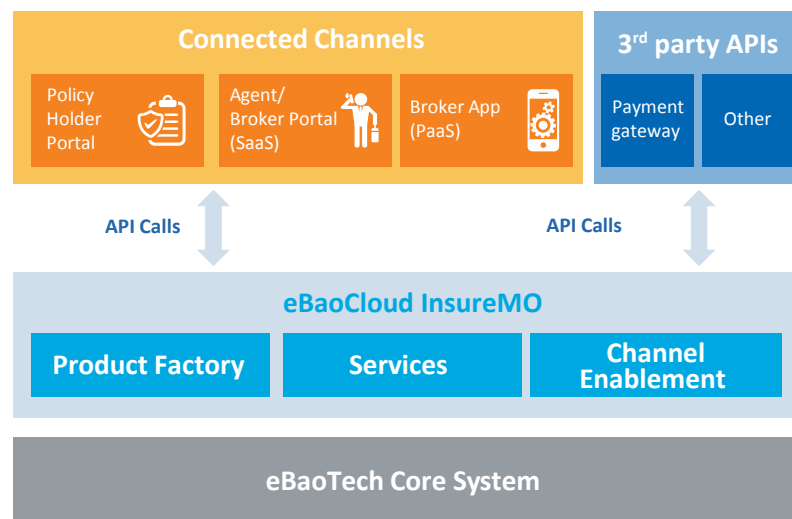 Connected Channels
Policy
Holder
Portal
Agent/
Broker Portal
(SaaS)
Broker App
(PaaS)
3rd party APIs
Payment
gateway
Other
API Calls
API Calls
eBaoCloud InsureMO
Product Factory
Services
Channel
Enablement
eBaoTech Core System